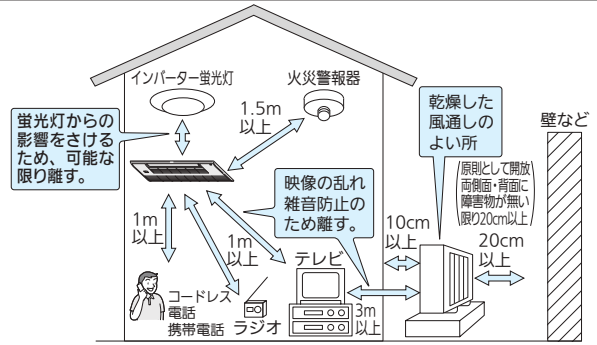 インバーター蛍光灯
火災警報器
蛍光灯からの
影響をさける
ため、可能な
限り離す。
1.5m
以上
乾燥した
風通しの
よい所
壁など
(原則として開放
両側面・背面に
障害物が無い
限り20cm以上)
映像の乱れ
雑音防止の
ため離す。
1m
以上
1m
以上
10cm
以上
20cm
以上
テレビ
コードレス
電話
携帯電話
ラジオ
3m
以上